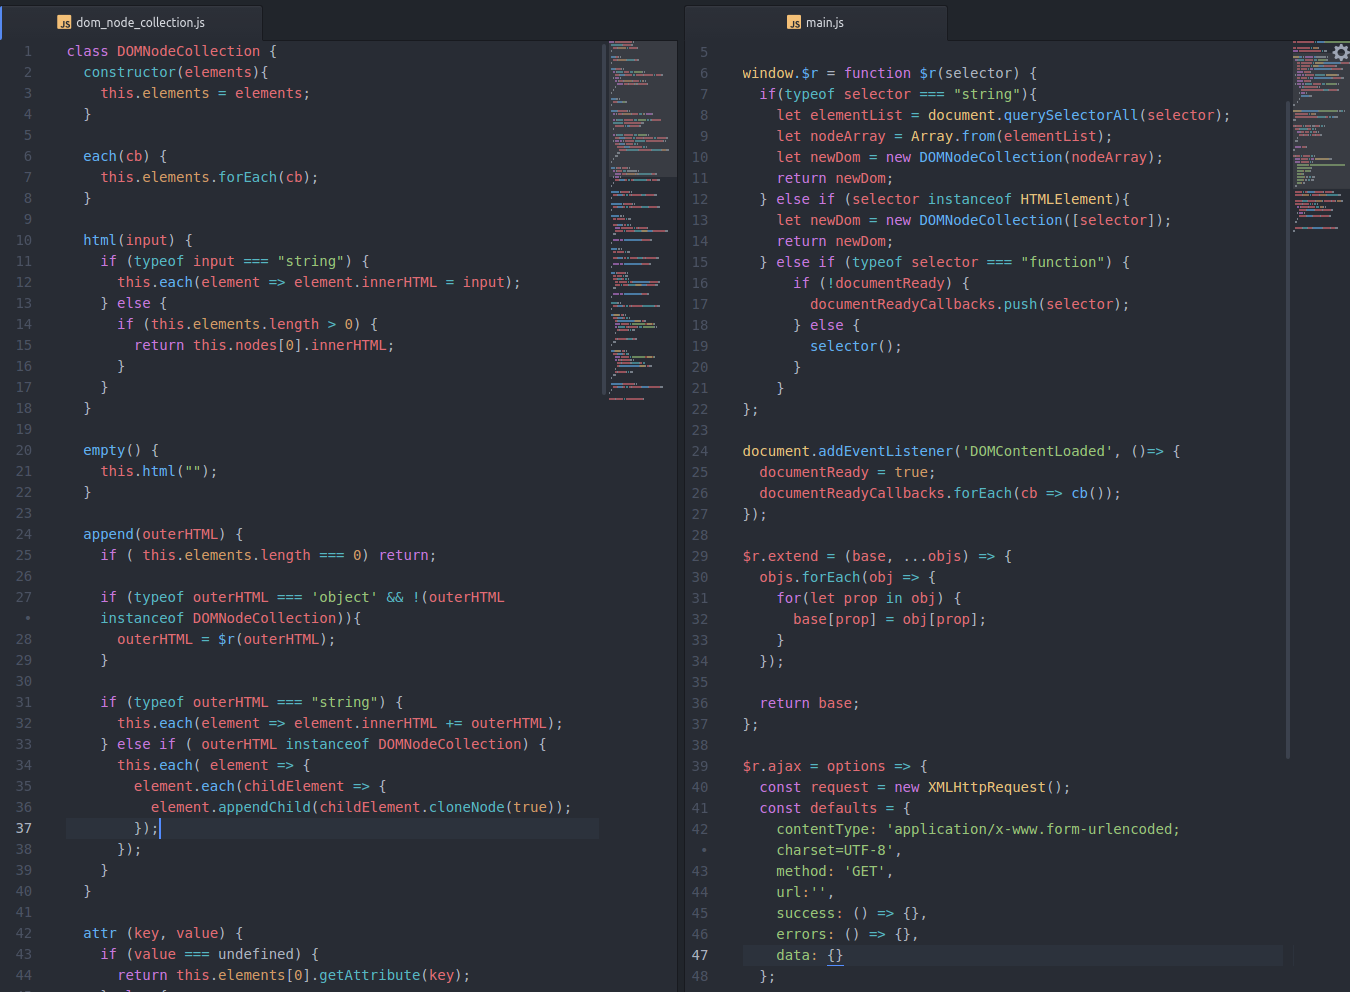 dom_node_collection.js
1 class DOMNodeCollection {
2 constructor(elements){
3 this.elements = elements;
4 }
5
6 each(cb) {
7 this.elements.forEach(cb);
8 }
9
10 html(input) {
11 if (typeof input === "string") {
12 this.each(element => element.innerHTML = input);
13 } else {
14 if (this.elements.length > 0) {
15 return this.nodes[0].innerHTML;
16 }
17 }
18 }
19
20 empty() {
21 this.html("");
22 }
23
24 append(outerHTML) {
25 if ( this.elements.length === 0) return;
26
27 if (typeof outerHTML === 'object' && !(outerHTML
• instanceof DOMNodeCollection)){
28 outerHTML = $r(outerHTML);
29 }
30
31 if (typeof outerHTML === "string") {
32 this.each(element => element.innerHTML += outerHTML);
33 } else if ( outerHTML instanceof DOMNodeCollection) {
34 this.each( element => {
35 element.each(childElement => {
36 element.appendChild(childElement.cloneNode(true));
37 });
38 });
39 }
40 }
41
42 attr (key, value) {
43 if (value === undefined) {
44 return this.elements[0].getAttribute(key);
main.js
5
6 window.$r = function $r(selector) {
7 if(typeof selector === "string"){
8 let elementList = document.querySelectorAll(selector);
9 let nodeArray = Array.from(elementList);
10 let newDom = new DOMNodeCollection(nodeArray);
11 return newDom;
12 } else if (selector instanceof HTMLElement){
13 let newDom = new DOMNodeCollection([selector]);
14 return newDom;
15 } else if (typeof selector === "function") {
16 if (!documentReady) {
17 documentReadyCallbacks.push(selector);
18 } else {
19 selector();
20 }
21 }
22 };
23
24 document.addEventListener('DOMContentLoaded', ()=> {
25 documentReady = true;
26 documentReadyCallbacks.forEach(cb => cb());
27 });
28
29 $r.extend = (base, ...objs) => {
30 objs.forEach(obj => {
31 for(let prop in obj) {
32 base[prop] = obj[prop];
33 }
34 });
35
36 return base;
37 };
38
39 $r.ajax = options => {
40 const request = new XMLHttpRequest();
41 const defaults = {
42 contentType: 'application/x-www.form-urlencoded;
• charset=UTF-8',
43 method: 'GET',
44 url:'',
45 success: () => {},
46 errors: () => {},
47 data: {}
48 };